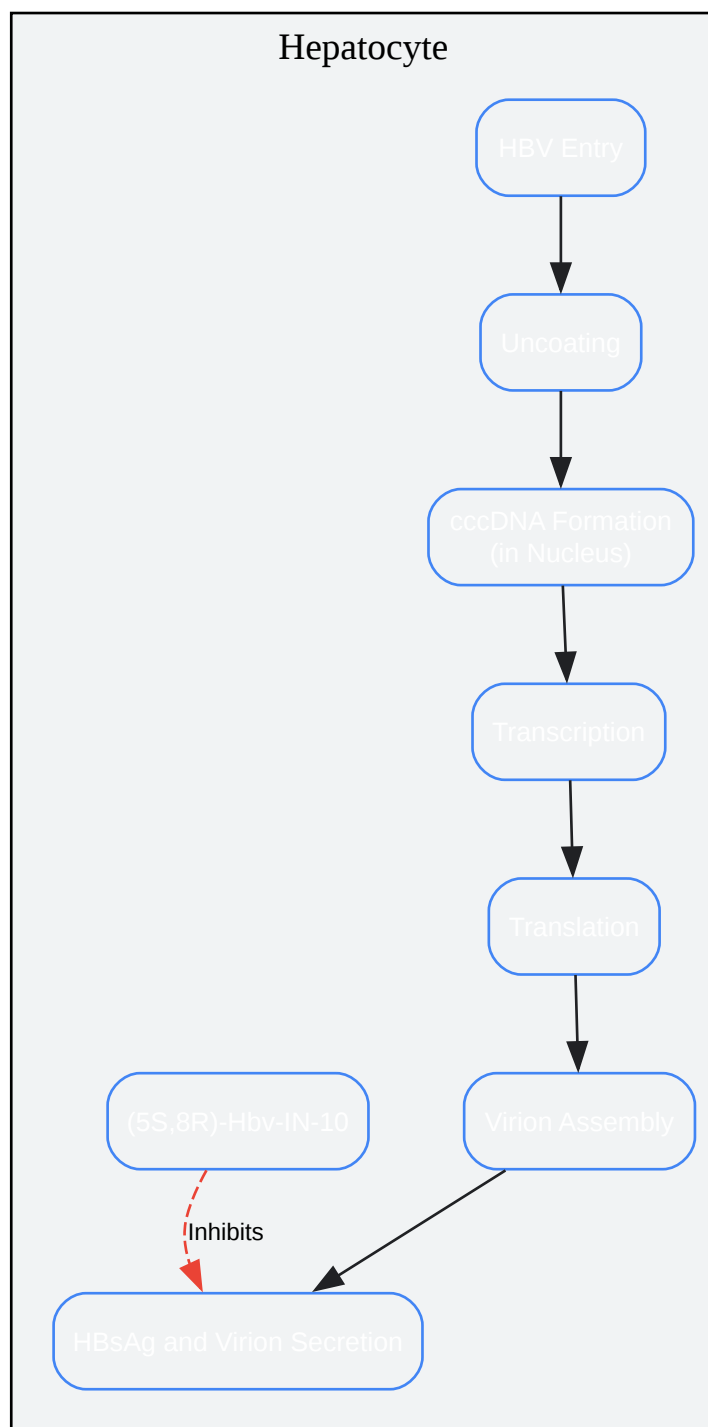 Hepatocyte
HBV Entry
Uncoating
cccDNA Formation
(in Nucleus)
Transcription
Translation
(5S,8R)-Hbv-IN-10
Virion Assembly
Inhibits
HBsAg and Virion Secretion